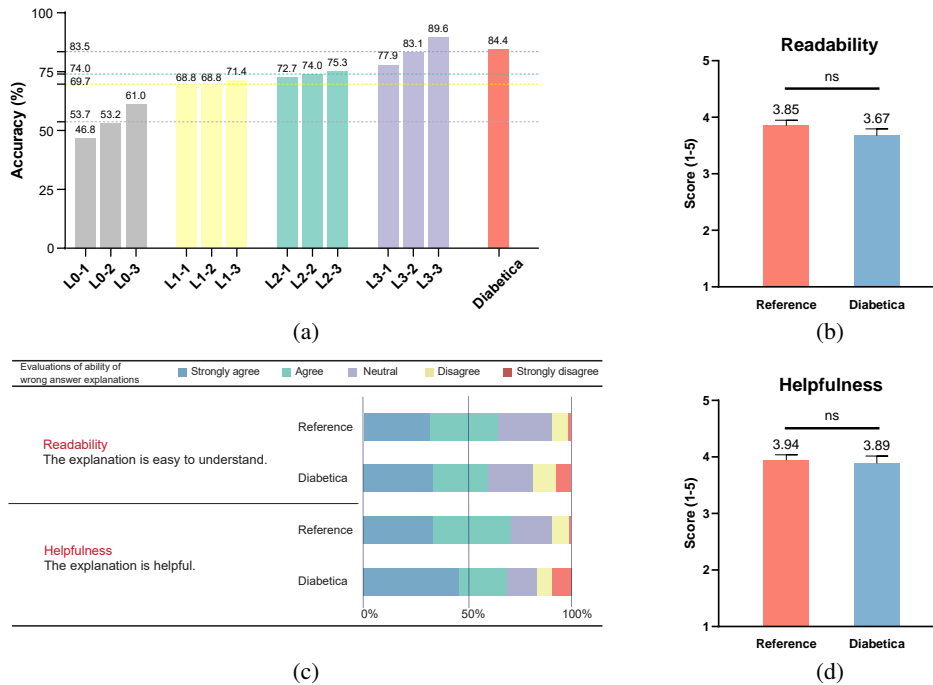 100
83.5
74.0
75
69.7
53.7
50
25
0
Accuracy (%)
46.8
53.2
61.0
68.8
68.8
71.4
72.7
74.0
75.3
77.9
83.1
89.6
84.4
L0-1
L0-2
L0-3
L1-1
L1-2
L1-3
L2-1
L2-2
L2-3
L3-1
L3-2
L3-3
Diabetica
(a)
Readability
5
4
3
2
1
Score (1-5)
ns
3.85
3.67
Reference
Diabetica
(b)
Evaluations of ability of
wrong answer explanations
Strongly agree
Agree
Neutral
Disagree
Strongly disagree
Readability
The explanation is easy to understand.
Reference
Diabetica
Helpfulness
The explanation is helpful.
Reference
Diabetica
0%
50%
100%
(c)
Helpfulness
5
4
3
2
1
Score (1-5)
ns
3.94
3.89
Reference
Diabetica
(d)